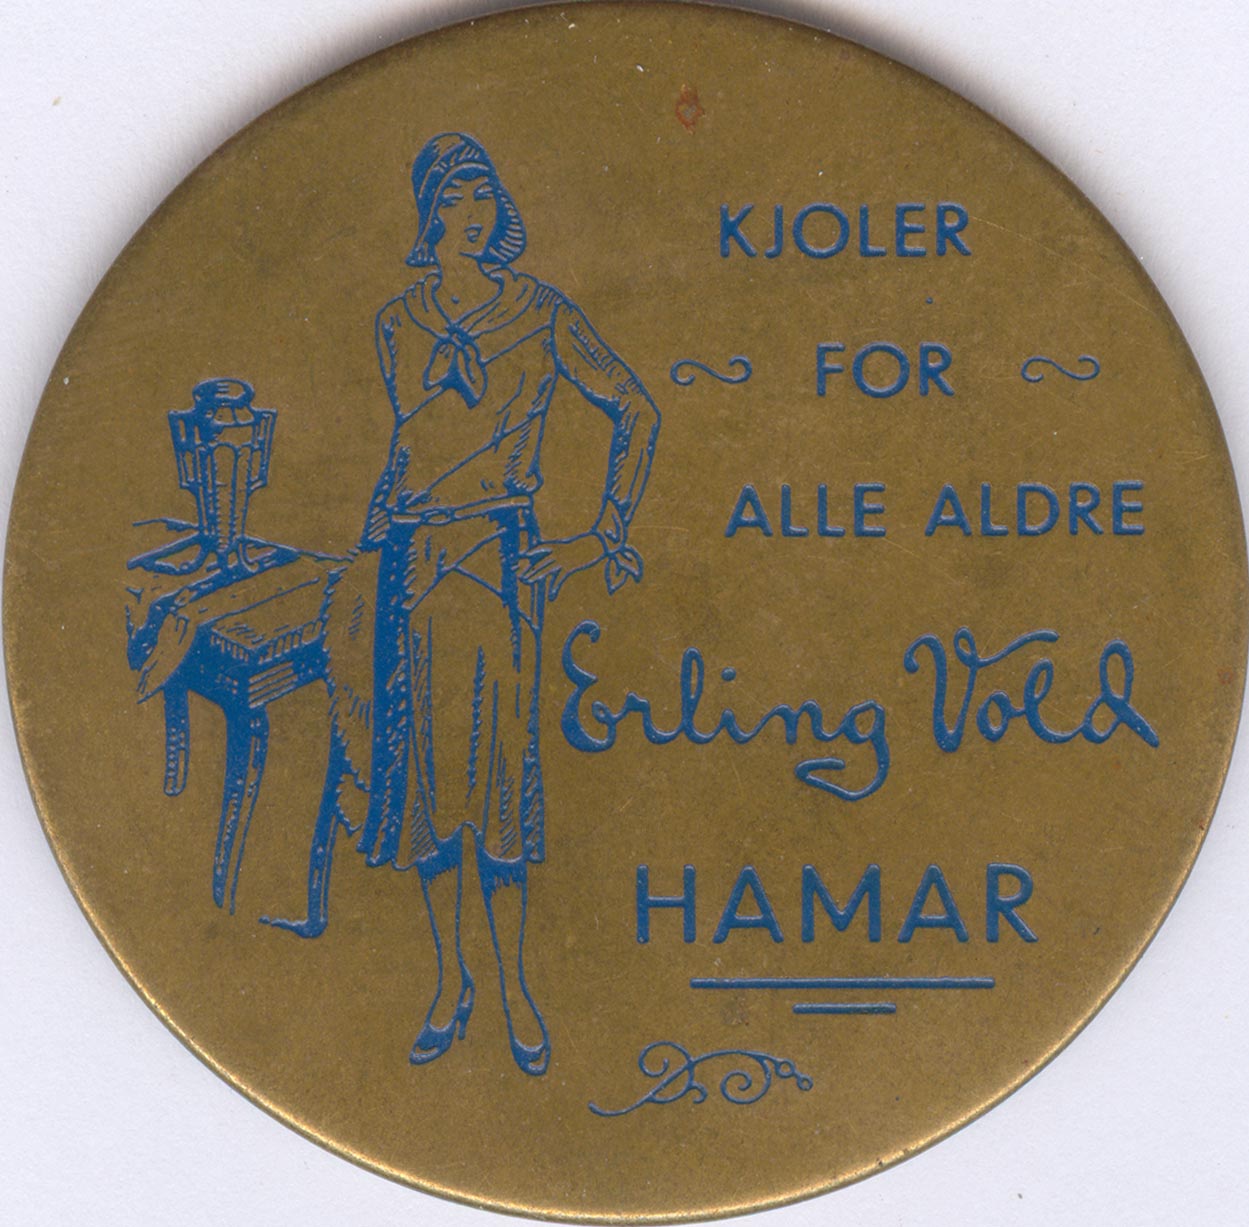 KJOLER
~ FOR ~
ALLE ALDRE
Erling Vold
HAMAR